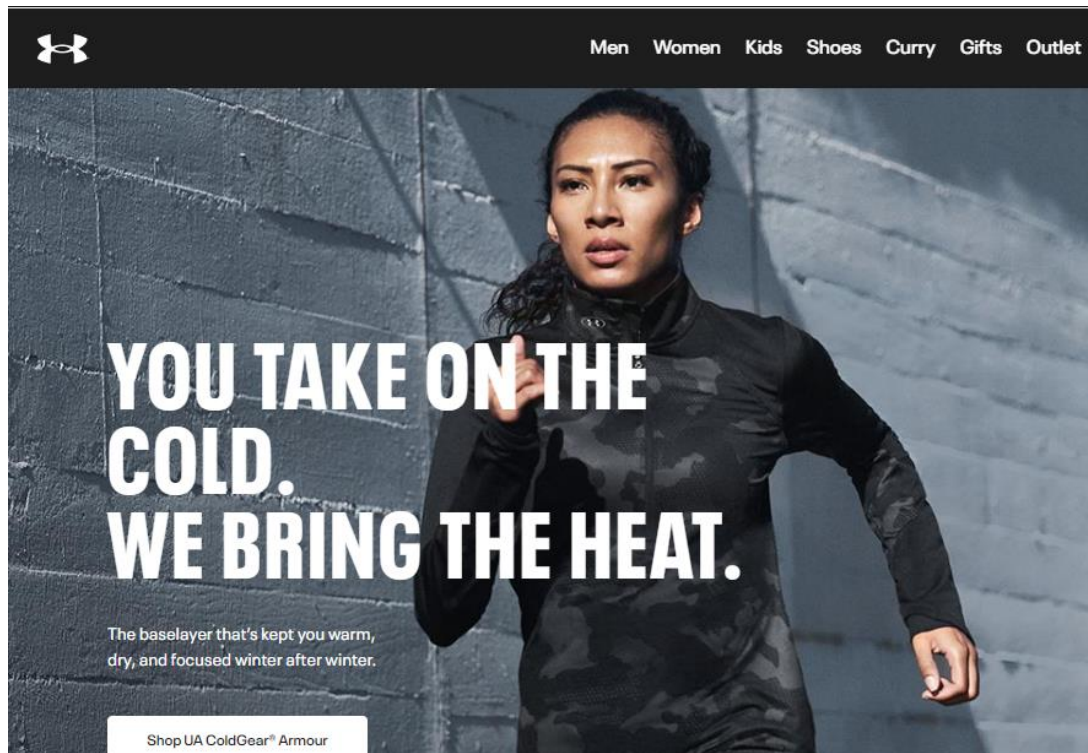 Men Women Kids Shoes Curry Gifts Outlet
YOU TAKE ON THE
COLD.
WE BRING THE HEAT.
The baselayer that's kept you warm,
dry, and focused winter after winter.
Shop UA ColdGear® Armour